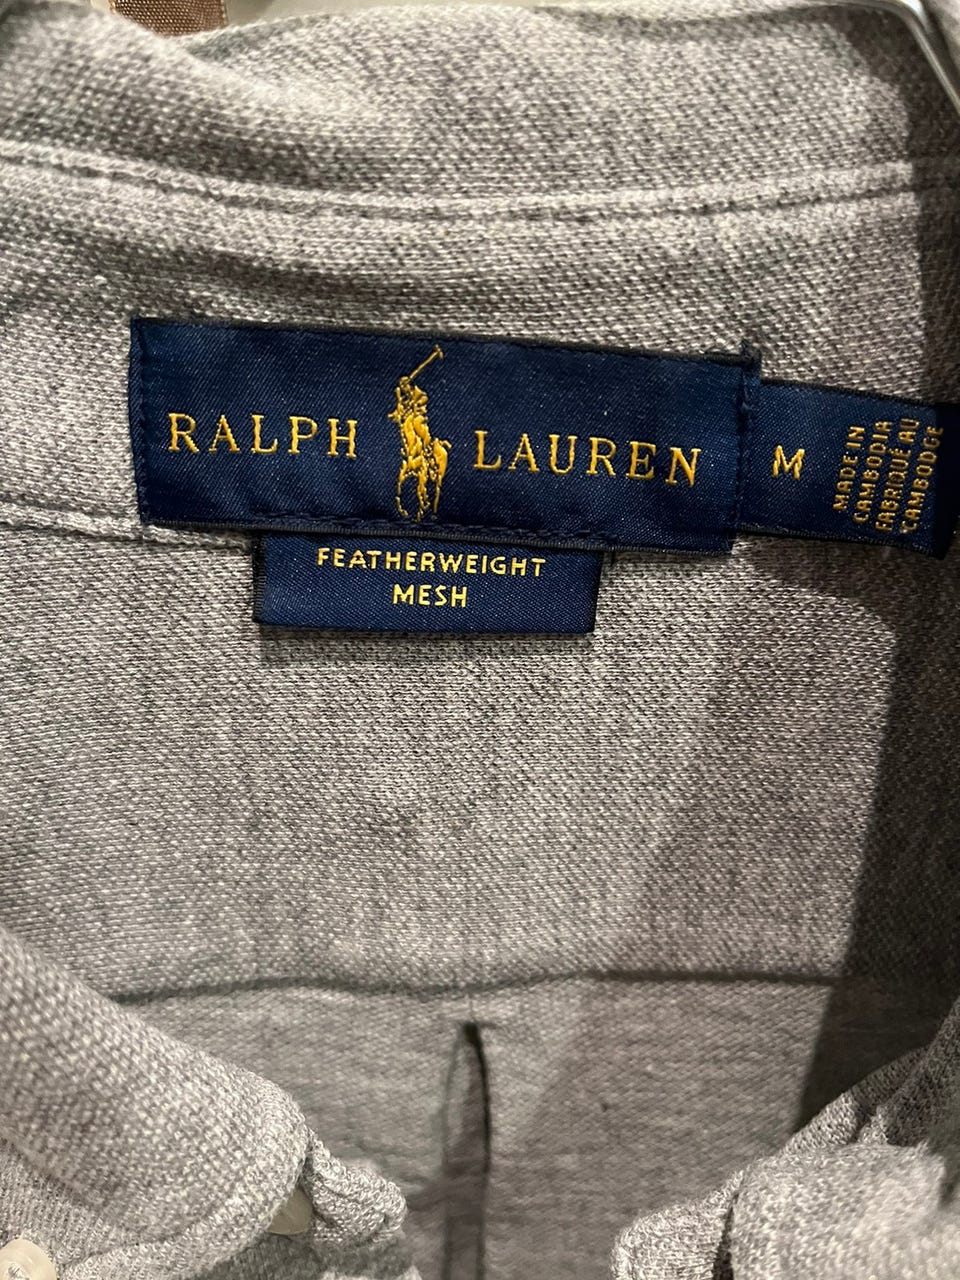 RALPH LAUREN
M
MADE IN
CAMBODIA
FABRIQUÉ AU
CAMBODGE
FEATHERWEIGHT
MESH